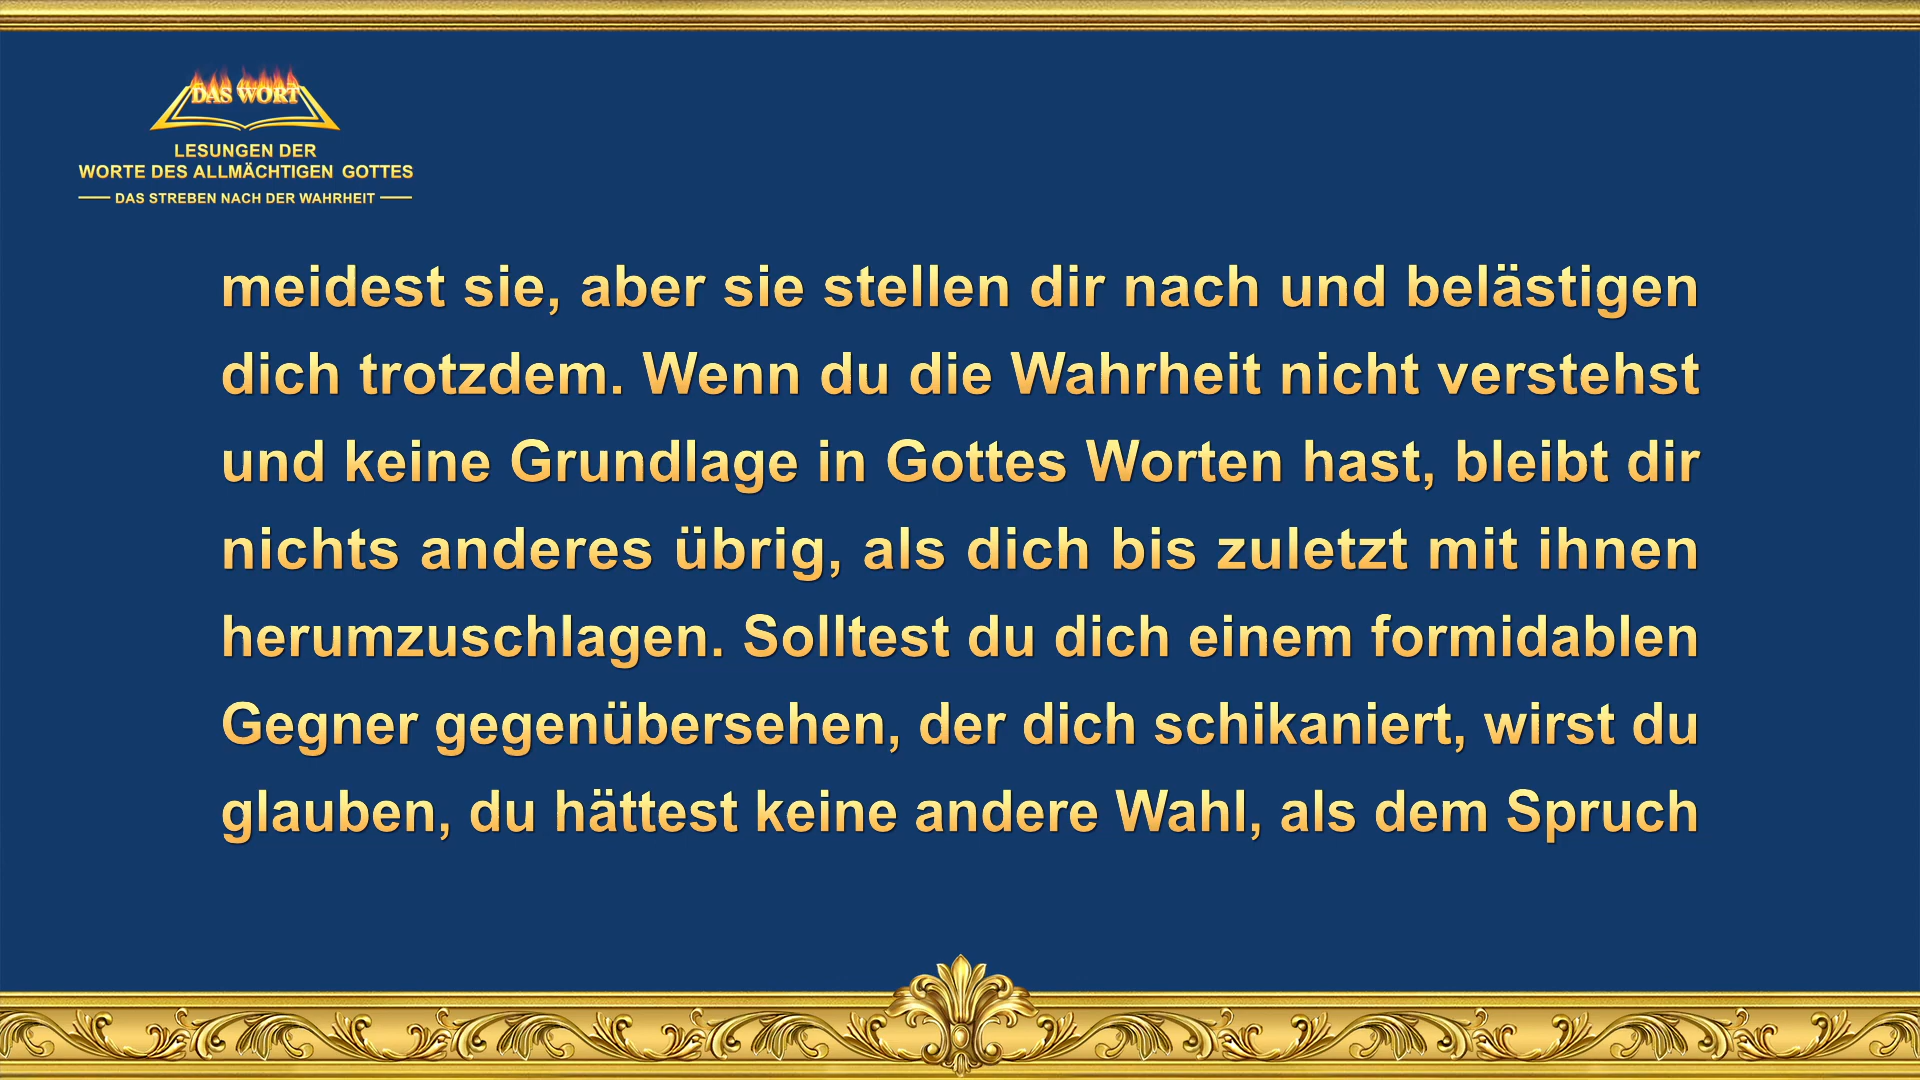 DAS WORT
LESUNGEN DER
WORTE DES ALLMÄCHTIGEN GOTTES
DAS STREBEN NACH DER WAHRHEIT
meidest sie, aber sie stellen dir nach und belästigen
dich trotzdem. Wenn du die Wahrheit nicht verstehst
und keine Grundlage in Gottes Worten hast, bleibt dir
nichts anderes übrig, als dich bis zuletzt mit ihnen
herumzuschlagen. Solltest du dich einem formidablen
Gegner gegenübersehen, der dich schikaniert, wirst du
glauben, du hättest keine andere Wahl, als dem Spruch